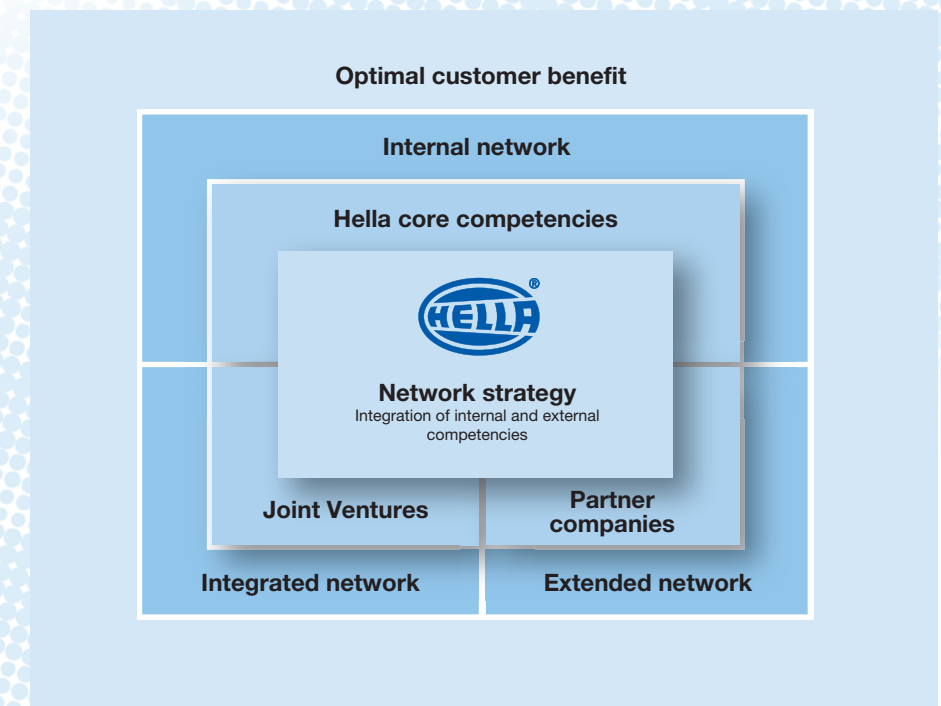 Optimal customer benefit
Internal network
Hella core competencies
HELLA®
Network strategy
Integration of internal and external
competencies
Joint Ventures
Partner
companies
Integrated network
Extended network